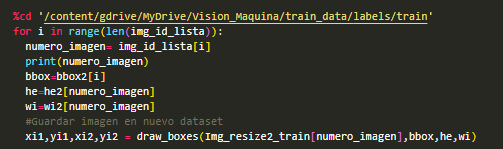 %cd '/content/gdrive/MyDrive/Vision_Maquina/train_data/labels/train'
for i in range(len(img_id_lista)):
  numero_imagen= img_id_lista[i]
  print(numero_imagen)
  bbox=bbox2[i]
  he=he2[numero_imagen]
  wi=wi2[numero_imagen]
  #Guardar imagen en nuevo dataset
  xi1,yi1,xi2,yi2 = draw_boxes(Img_resize2_train[numero_imagen],bbox,he,wi)